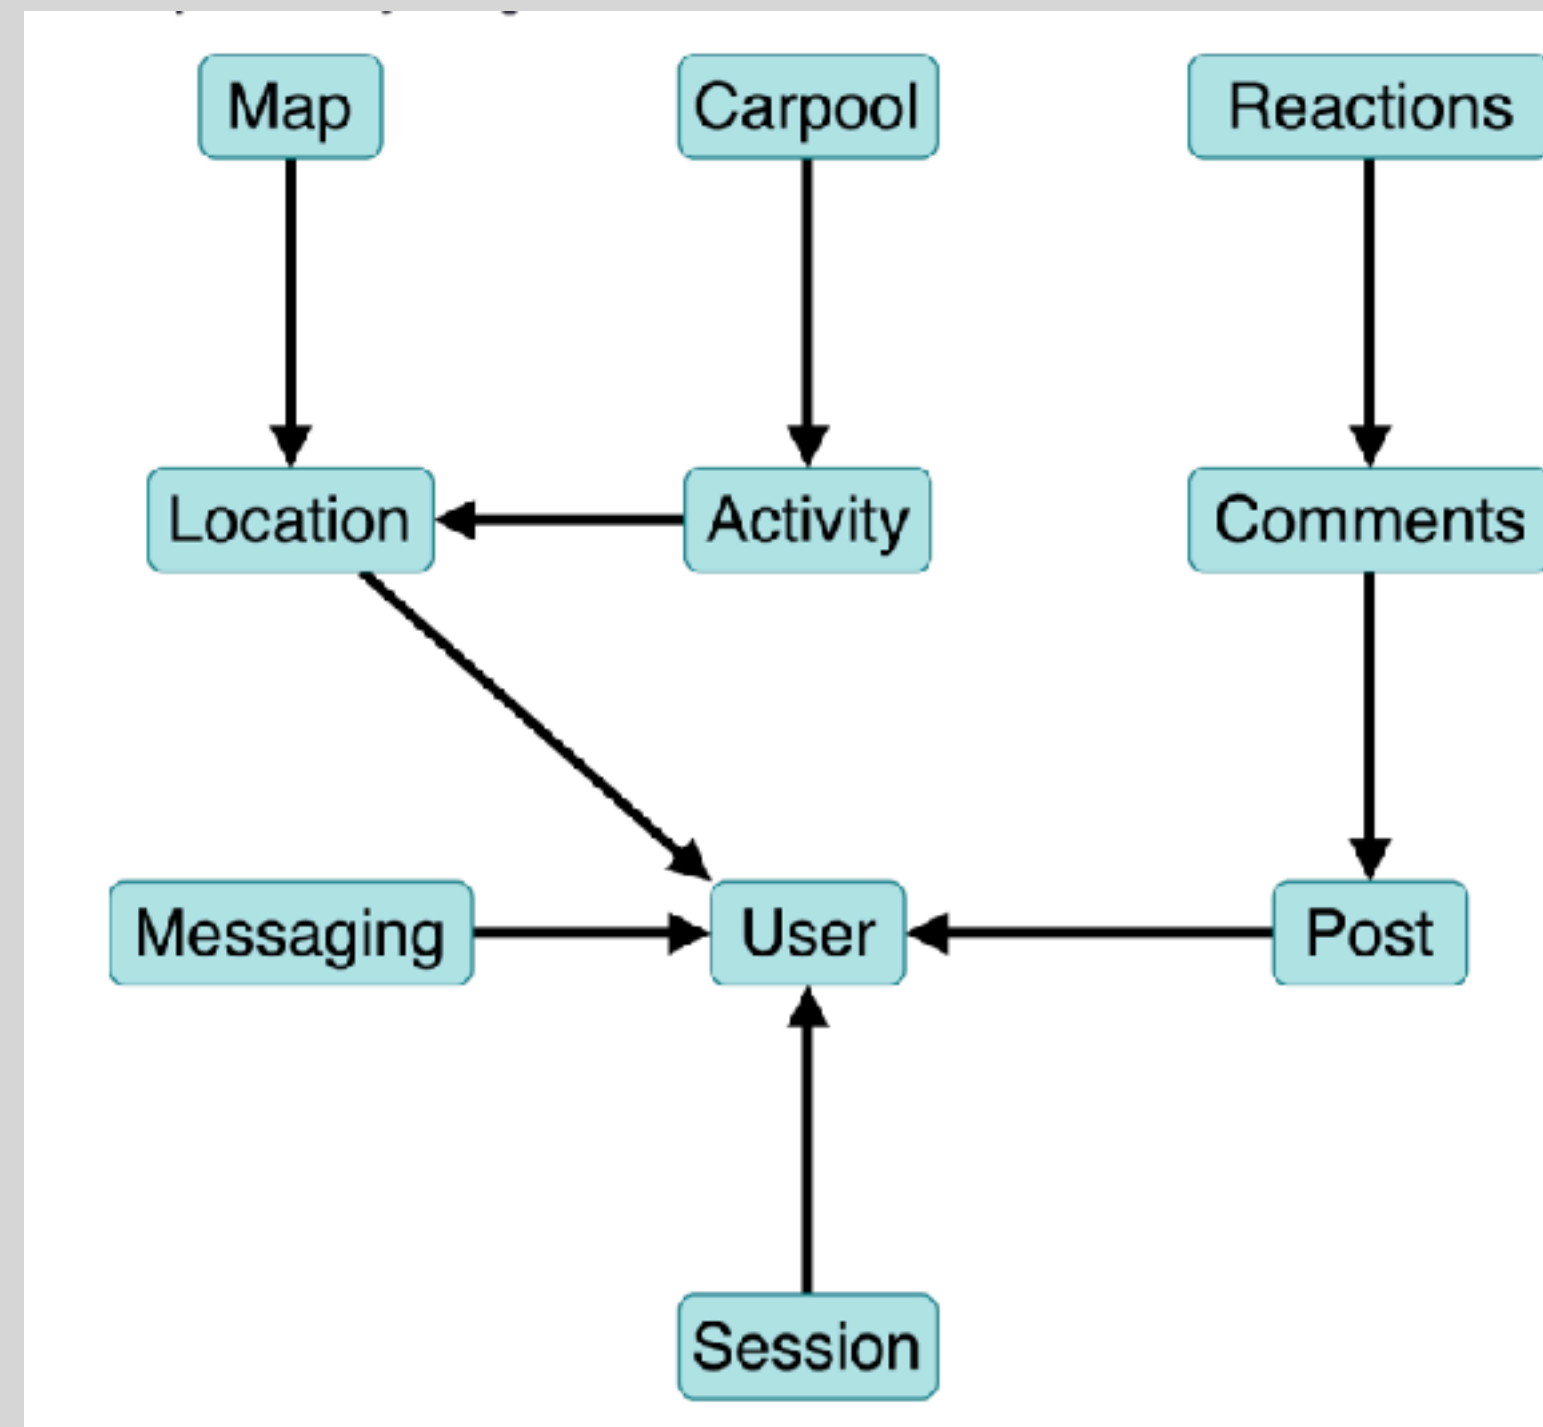 Map
Carpool
Reactions
Location
Activity
Comments
Messaging
User
Post
Session